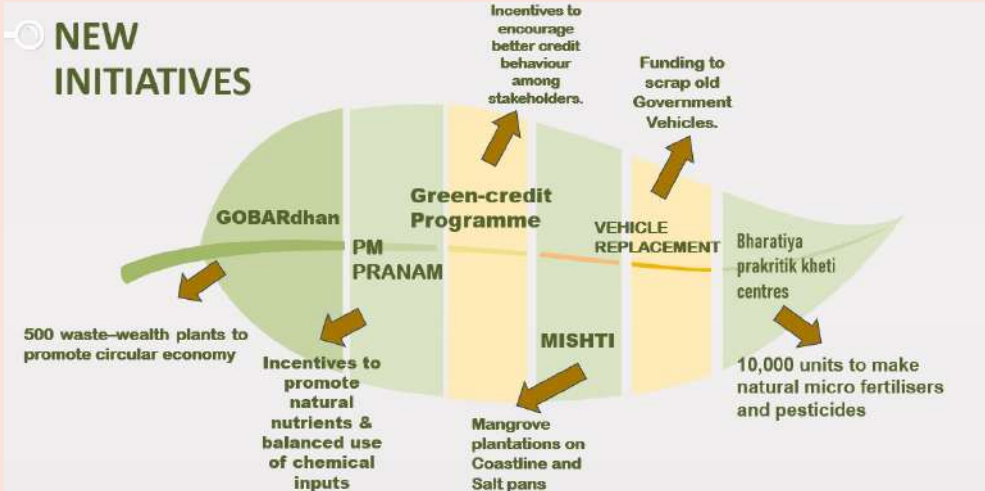 NEW
INITIATIVES
Incentives to
encourage
better credit
behaviour
among
stakeholders.
Funding to
scrap old
Government
Vehicles.
GOBARdhan
PM
PRANAM
Green-credit
Programme
VEHICLE
REPLACEMENT
Bharatiya
prakritik kheti
centres
MISHTI
500 waste–wealth plants to
promote circular economy
Incentives to
promote
natural
nutrients &
balanced use
of chemical
inputs
Mangrove
plantations on
Coastline and
Salt pans
10,000 units to make
natural micro fertilisers
and pesticides